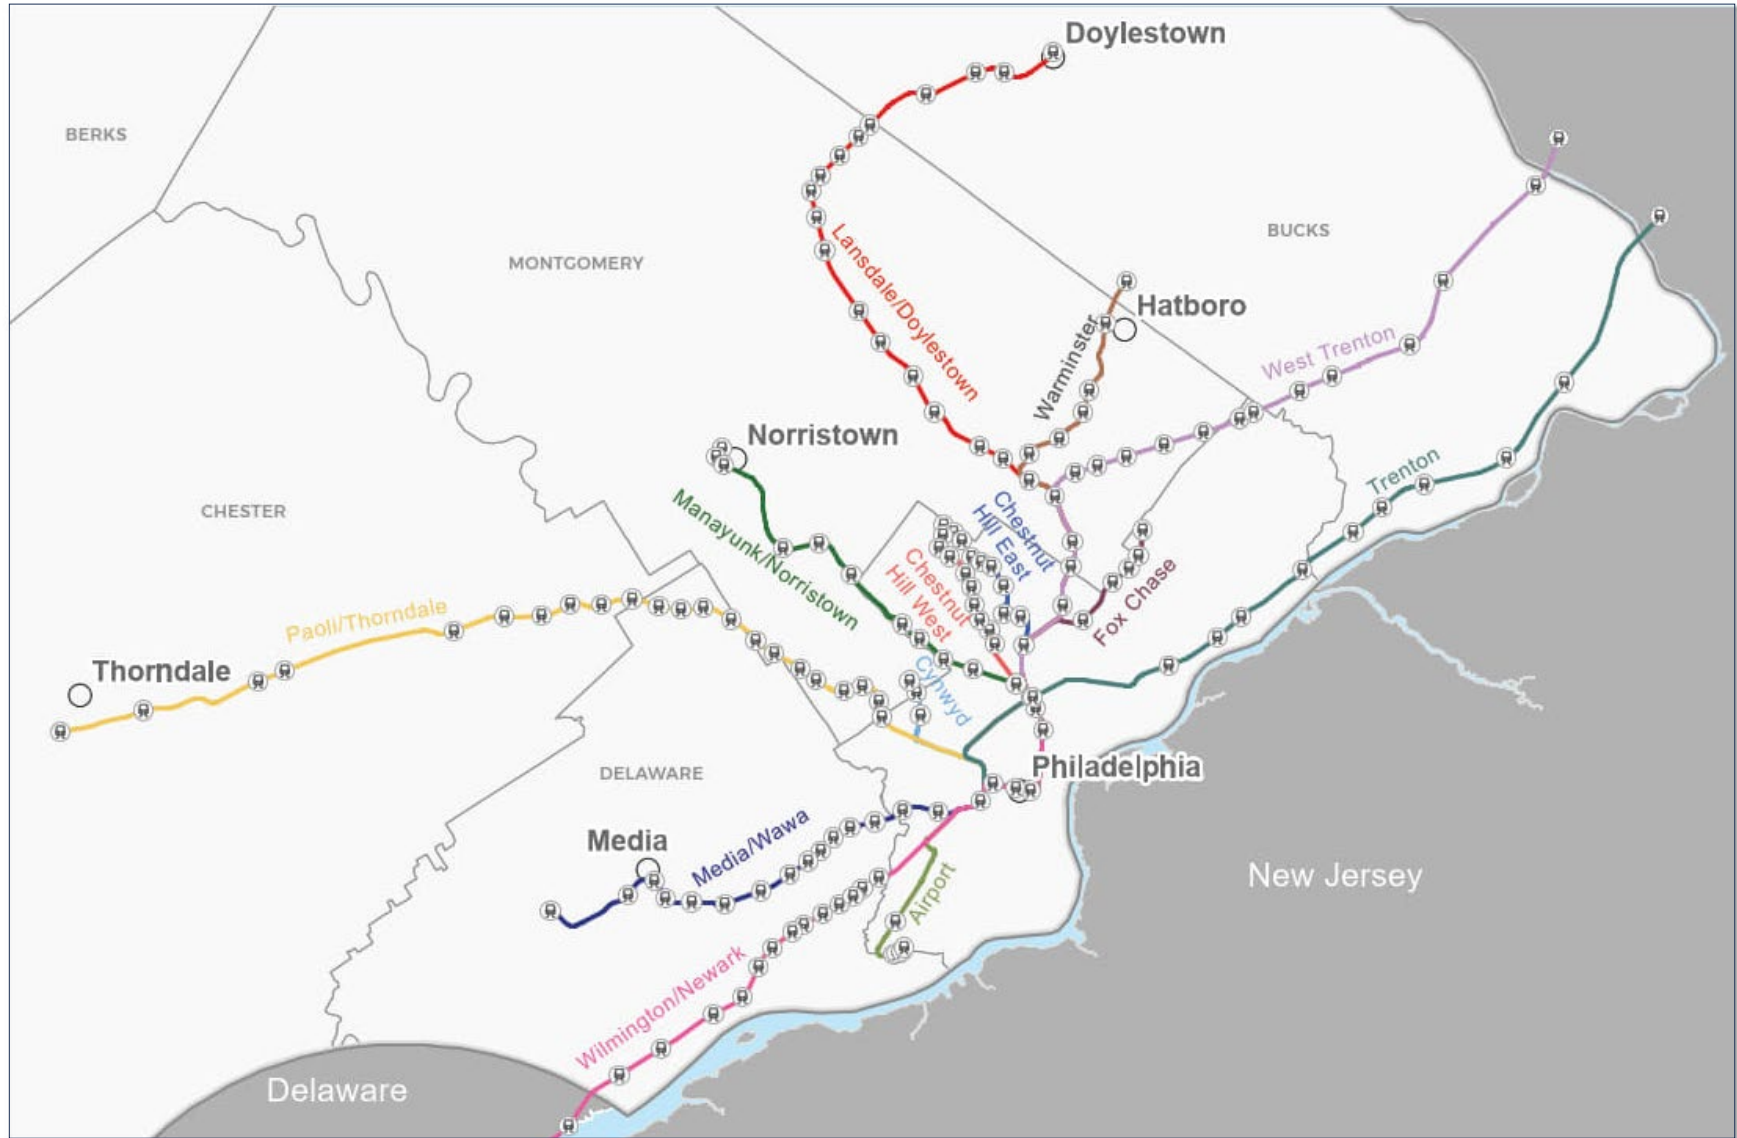 Doylestown
BERKS
BUCKS
MONTGOMERY
Lansdale/Doylestown
Hatboro
Warminster
West Trenton
Norristown
Trenton
CHESTER
Manayunk/Norristown
Chestnut
Hill East
Chestnut
Hill West
Fox Chase
Paoli/Thorndale
Thorndale
Cynwyd
DELAWARE
Philadelphia
Media
Media/Wawa
Airport
New Jersey
Wilmington/Newark
Delaware